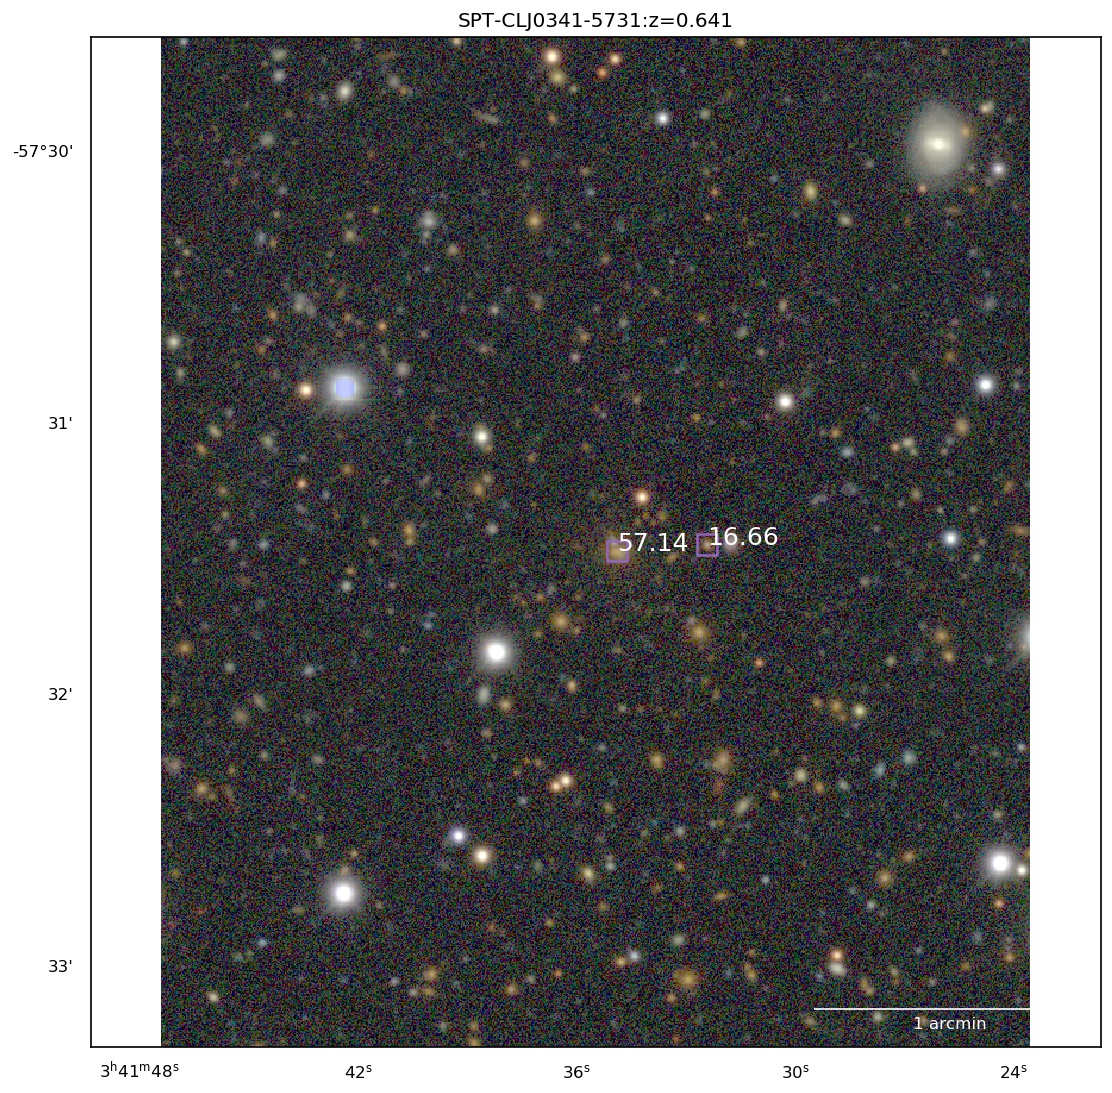 SPT-CLJ0341-5731:z=0.641
-57°30'
31'
57.14 16.66
32'
33'
1 arcmin
3ʰ41ᵐ48ˢ 42ˢ 36ˢ 30ˢ 24ˢ